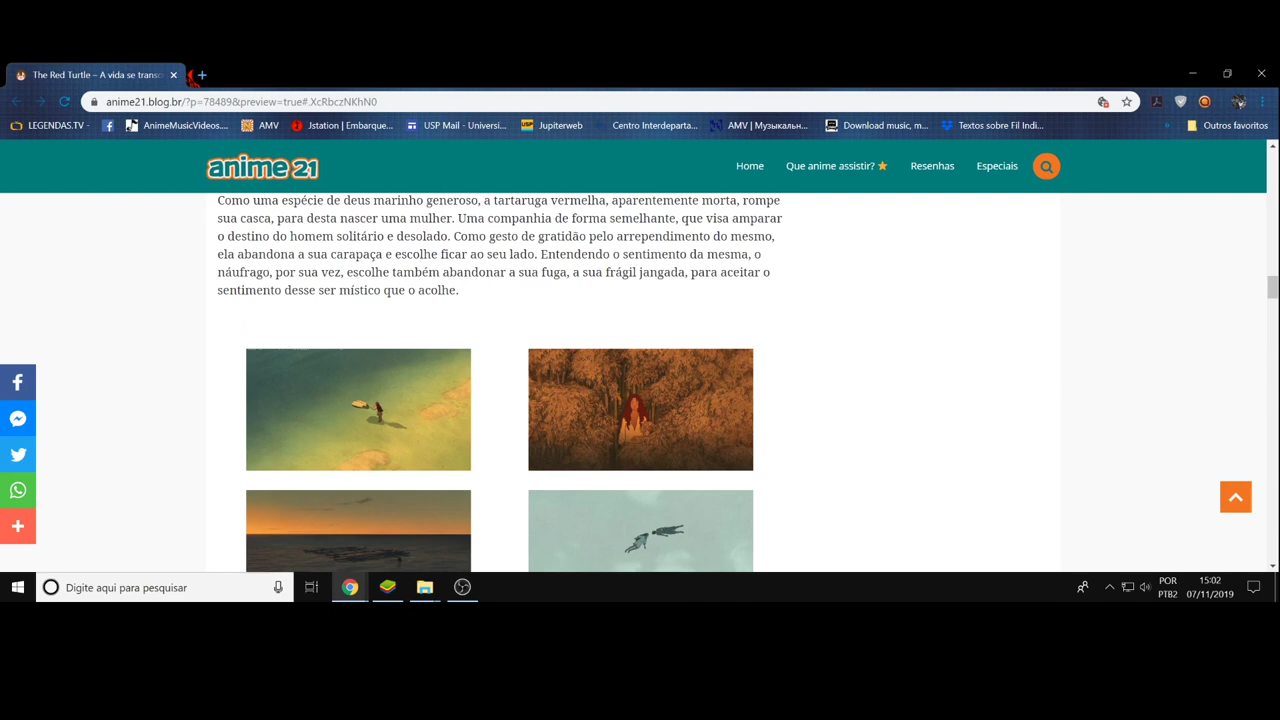 The Red Turtle – A vida se transc
anime21.blog.br/?p=78489&preview=true#.XcRbczNKhN0
LEGENDAS.TV -
AnimeMusicVideos....
AMV
Jstation | Embarque...
USP Mail - Universi...
Jupiterweb
Centro Interdeparta...
AMV | Музыкальн...
Download music, m...
Textos sobre Fil Indi...
»
Outros favoritos
anime 21
Home
Que anime assistir?
Resenhas
Especiais
Como uma espécie de deus marinho generoso, a tartaruga vermelha, aparentemente morta, rompe
sua casca, para desta nascer uma mulher. Uma companhia de forma semelhante, que visa amparar
o destino do homem solitário e desolado. Como gesto de gratidão pelo arrependimento do mesmo,
ela abandona a sua carapaça e escolhe ficar ao seu lado. Entendendo o sentimento da mesma, o
náufrago, por sua vez, escolhe também abandonar a sua fuga, a sua frágil jangada, para aceitar o
sentimento desse ser místico que o acolhe.
Digite aqui para pesquisar
POR
PTB2
15:02
07/11/2019